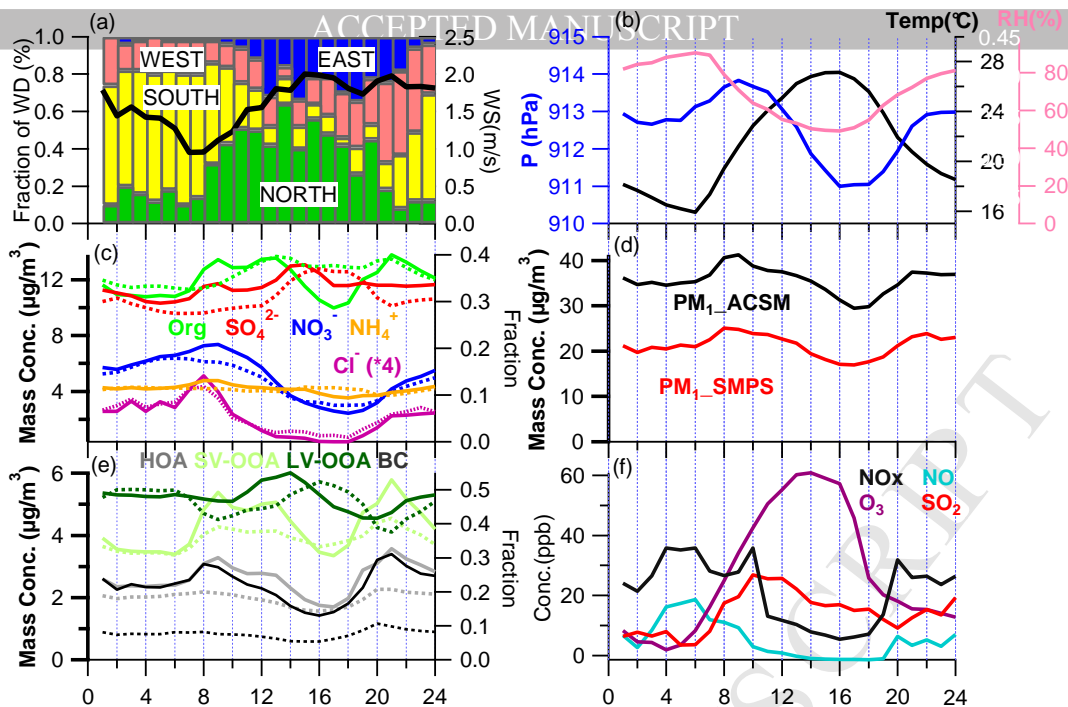 ACCEPTED MANUSCRIPT
(a)
1.0
0.8
0.6
0.4
0.2
0.0
Fraction of WD (%)
WEST
EAST
SOUTH
NORTH
2.5
2.0
1.5
1.0
0.5
0.0
WS(m/s)
(b)
Temp(°C)
RH(%)
0.45
915
914
913
912
911
910
P (hPa)
28
24
20
16
80
60
40
20
0
(c)
12
8
4
Mass Conc. (µg/m³)
Org SO₄²⁻ NO₃⁻ NH₄⁺
Cl⁻ (*4)
0.4
0.3
0.2
0.1
0.0
Fraction
(d)
40
30
20
10
0
Mass Conc. (µg/m³)
PM₁_ACSM
PM₁_SMPS
(e)
HOA SV-OOA LV-OOA BC
6
4
2
0
Mass Conc. (µg/m³)
0.5
0.4
0.3
0.2
0.1
0.0
Fraction
0 4 8 12 16 20 24
(f)
NOx NO
O₃ SO₂
60
40
20
0
Conc.(ppb)
0 4 8 12 16 20 24
SCRIPT